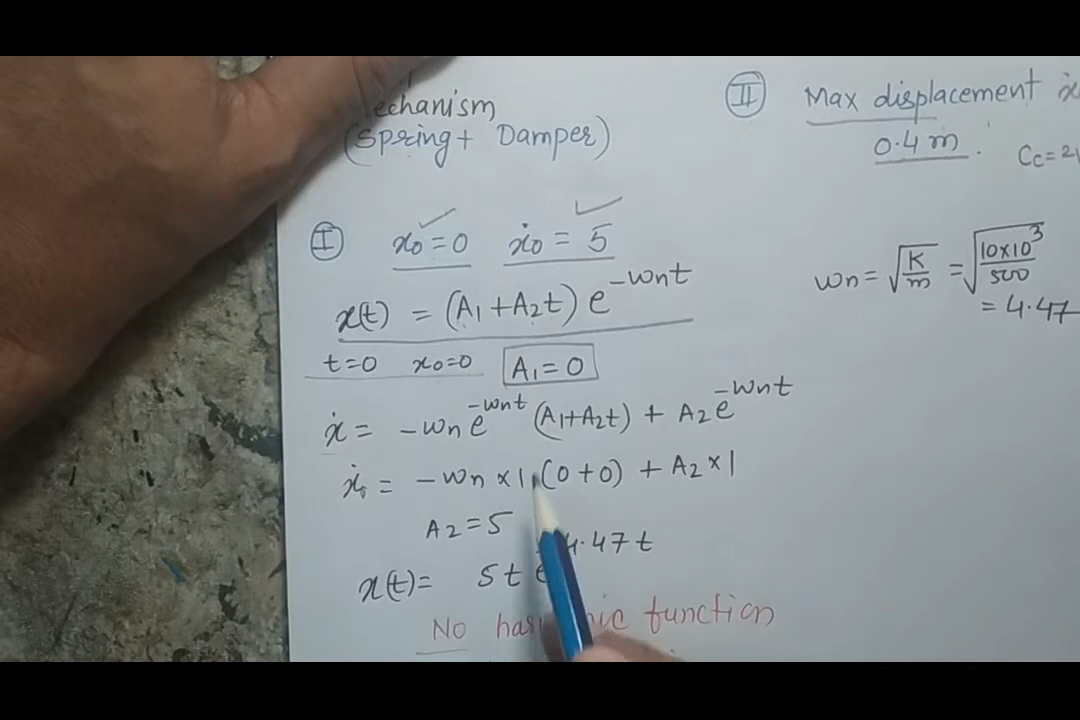 (Spring + Damper)
I x₀ = 0 ẋ₀ = 5
x(t) = (A₁ + A₂t) e^-ωnt
t=0 x₀=0 A₁ = 0
ẋ = -ωn e^-ωnt (A₁+A₂t) + A₂ e^-ωnt
ẋ₀ = -ωn × 1 (0 + 0) + A₂ × 1
A₂ = 5
x(t) = 5t e 4.47t
No function
II Max displacement
0.4 m.
Cc = 2
ωn = √K/m = √10×10³/500
= 4.47